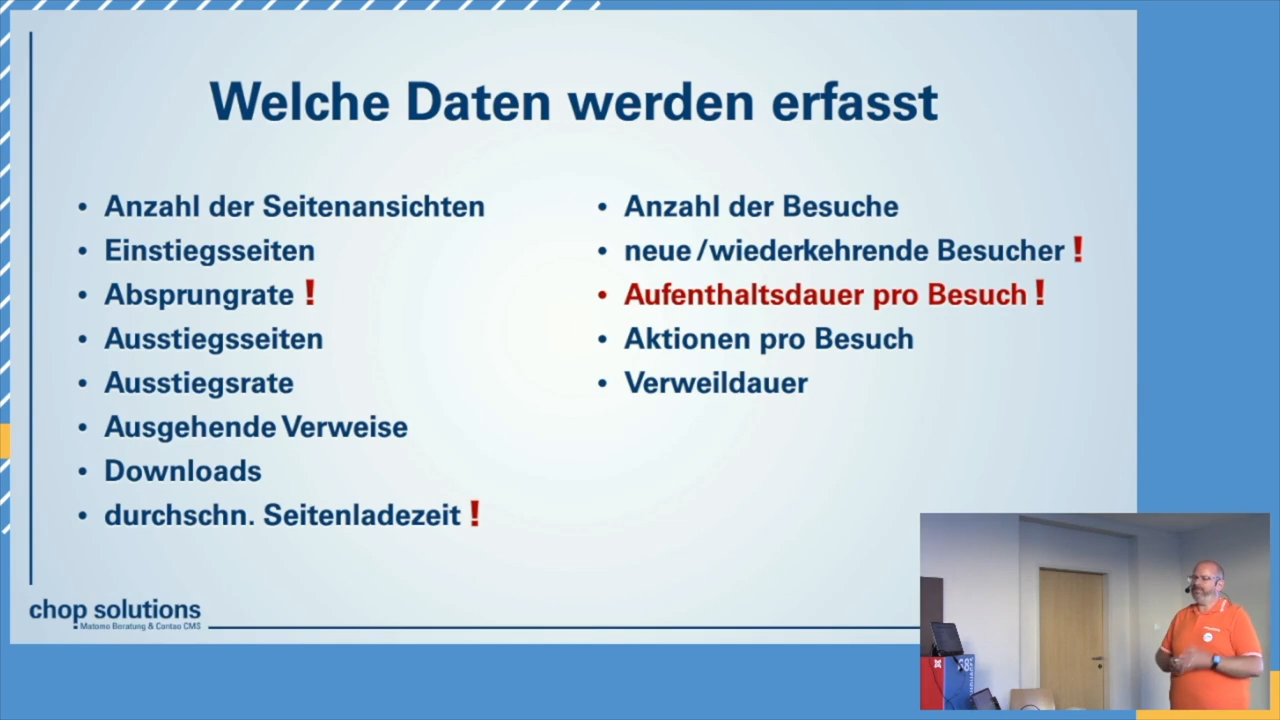 Welche Daten werden erfasst
• Anzahl der Seitenansichten
• Einstiegsseiten
• Absprungrate !
• Ausstiegsseiten
• Ausstiegsrate
• Ausgehende Verweise
• Downloads
• durchschn. Seitenladezeit !
• Anzahl der Besuche
• neue/wiederkehrende Besucher !
• Aufenthaltsdauer pro Besuch !
• Aktionen pro Besuch
• Verweildauer
chop solutions
Matomo Beratung & Contao CMS